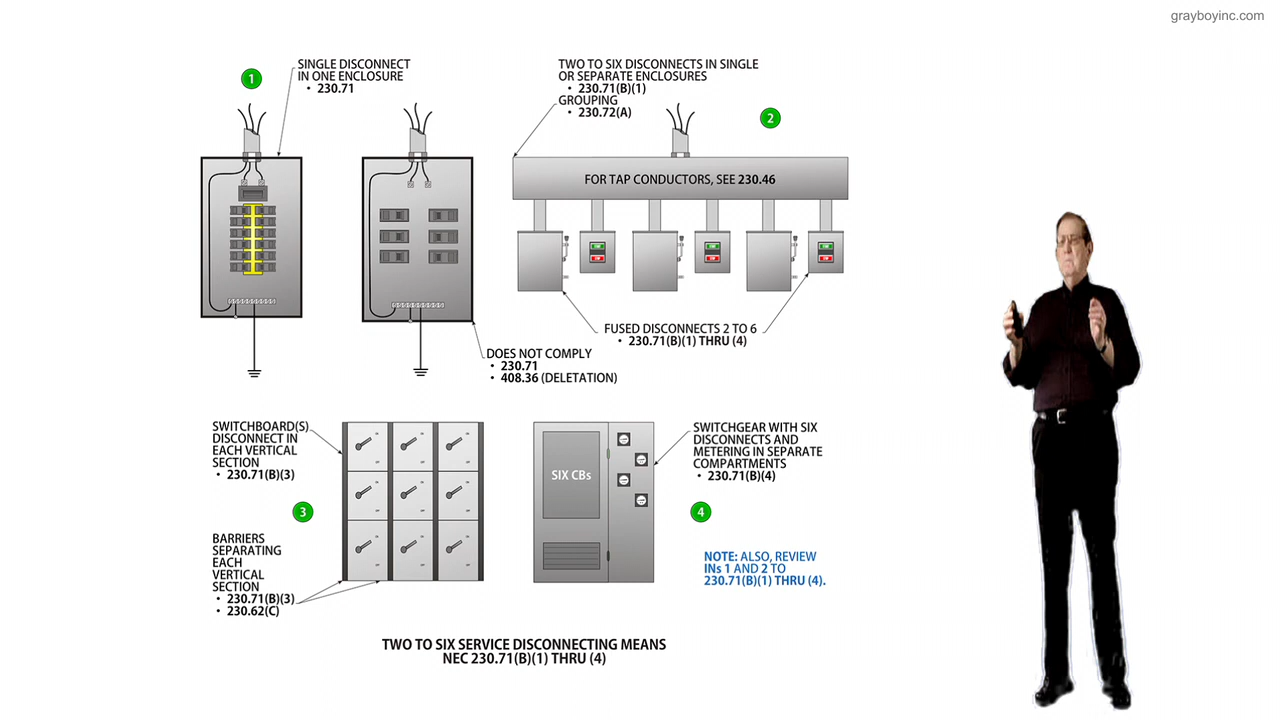 grayboyinc.com
1
SINGLE DISCONNECT
IN ONE ENCLOSURE
• 230.71
TWO TO SIX DISCONNECTS IN SINGLE
OR SEPARATE ENCLOSURES
• 230.71(B)(1)
GROUPING
• 230.72(A)
2
FOR TAP CONDUCTORS, SEE 230.46
FUSED DISCONNECTS 2 TO 6
• 230.71(B)(1) THRU (4)
DOES NOT COMPLY
• 230.71
• 408.36 (DELETATION)
SWITCHBOARD(S)
DISCONNECT IN
EACH VERTICAL
SECTION
• 230.71(B)(3)
3
BARRIERS
SEPARATING
EACH
VERTICAL
SECTION
• 230.71(B)(3)
• 230.62(C)
SIX CBs
SWITCHGEAR WITH SIX
DISCONNECTS AND
METERING IN SEPARATE
COMPARTMENTS
• 230.71(B)(4)
4
NOTE: ALSO, REVIEW
INs 1 AND 2 TO
230.71(B)(1) THRU (4).
TWO TO SIX SERVICE DISCONNECTING MEANS
NEC 230.71(B)(1) THRU (4)